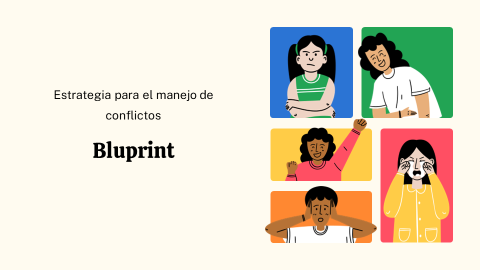 Estrategia para el manejo de
conflictos
Bluprint